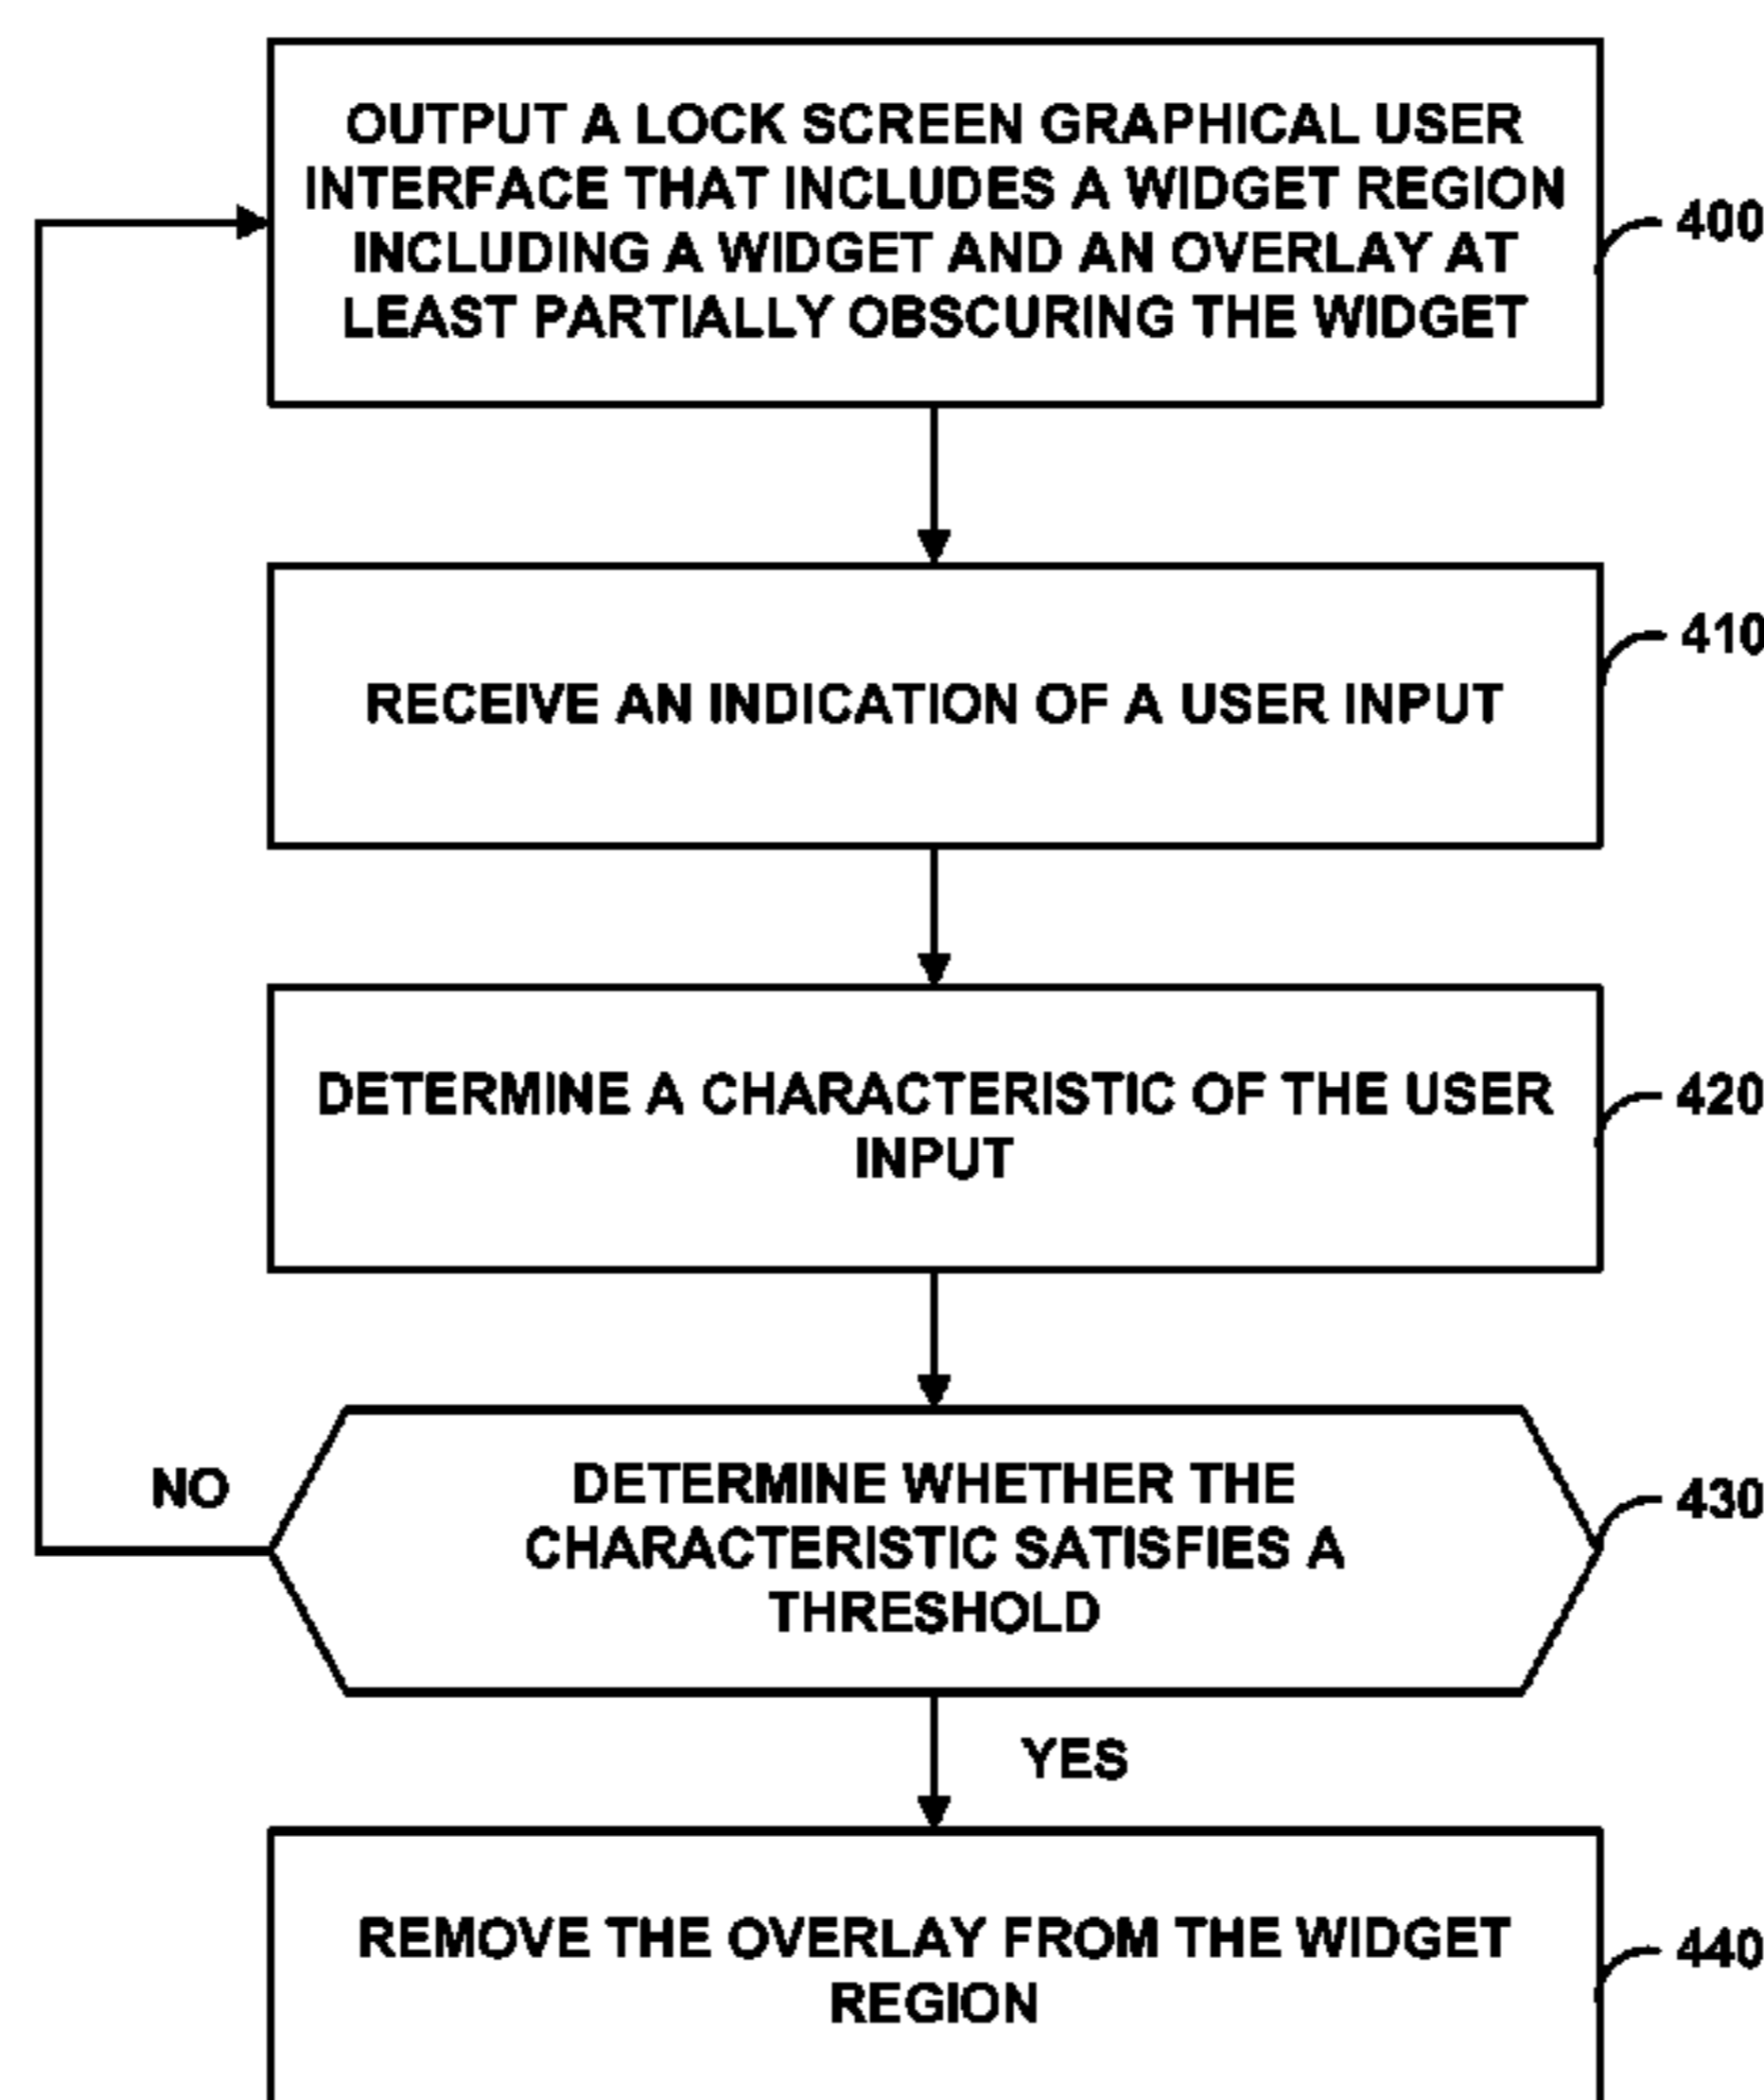 OUTPUT A LOCK SCREEN GRAPHICAL USER
INTERFACE THAT INCLUDES A WIDGET REGION
INCLUDING A WIDGET AND AN OVERLAY AT
LEAST PARTIALLY OBSCURING THE WIDGET
400
RECEIVE AN INDICATION OF A USER INPUT
410
DETERMINE A CHARACTERISTIC OF THE USER
INPUT
420
NO
DETERMINE WHETHER THE
CHARACTERISTIC SATISFIES A
THRESHOLD
430
YES
REMOVE THE OVERLAY FROM THE WIDGET
REGION
440